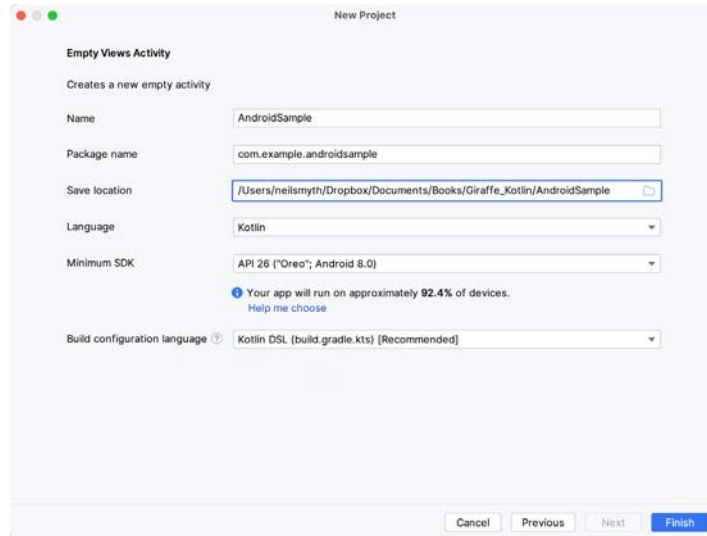 New Project
Empty Views Activity
Creates a new empty activity
Name AndroidSample
Package name com.example.androidsample
Save location /Users/neilsmyth/Dropbox/Documents/Books/Giraffe_Kotlin/AndroidSample
Language Kotlin
Minimum SDK API 26 ("Oreo"; Android 8.0)
Your app will run on approximately 92.4% of devices.
Help me choose
Build configuration language ? Kotlin DSL (build.gradle.kts) [Recommended]
Cancel Previous Next Finish